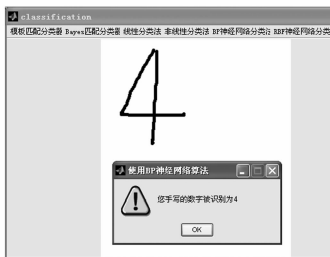 classification
模板匹配分类器 Bayes匹配分类器 线性分类法 非线性分类法 BP神经网络分类法 RBF神经网络分类
4
使用BP神经网络算法
您手写的数字被识别为4
OK